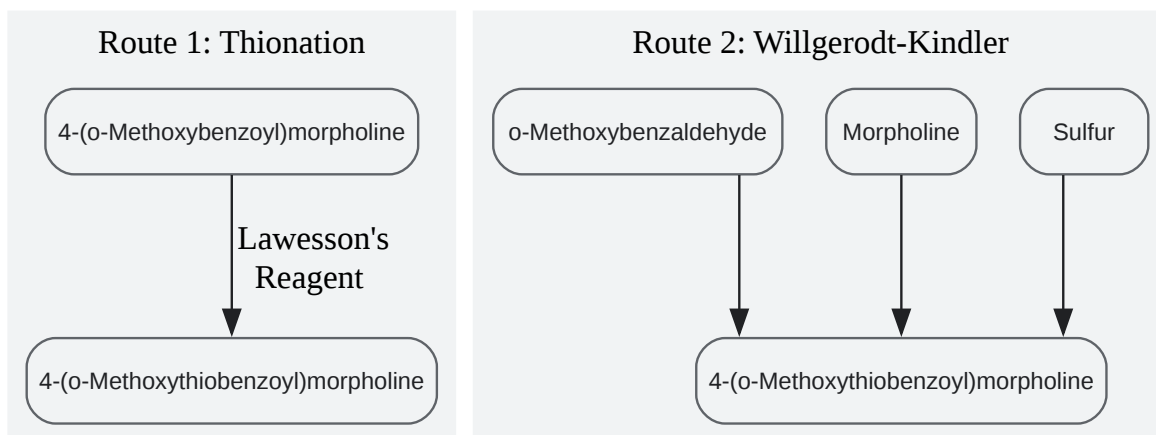 Route 1: Thionation
4-(o-Methoxybenzoyl)morpholine
Lawesson's
Reagent
4-(o-Methoxythiobenzoyl)morpholine
Route 2: Willgerodt-Kindler
o-Methoxybenzaldehyde
Morpholine
Sulfur
4-(o-Methoxythiobenzoyl)morpholine